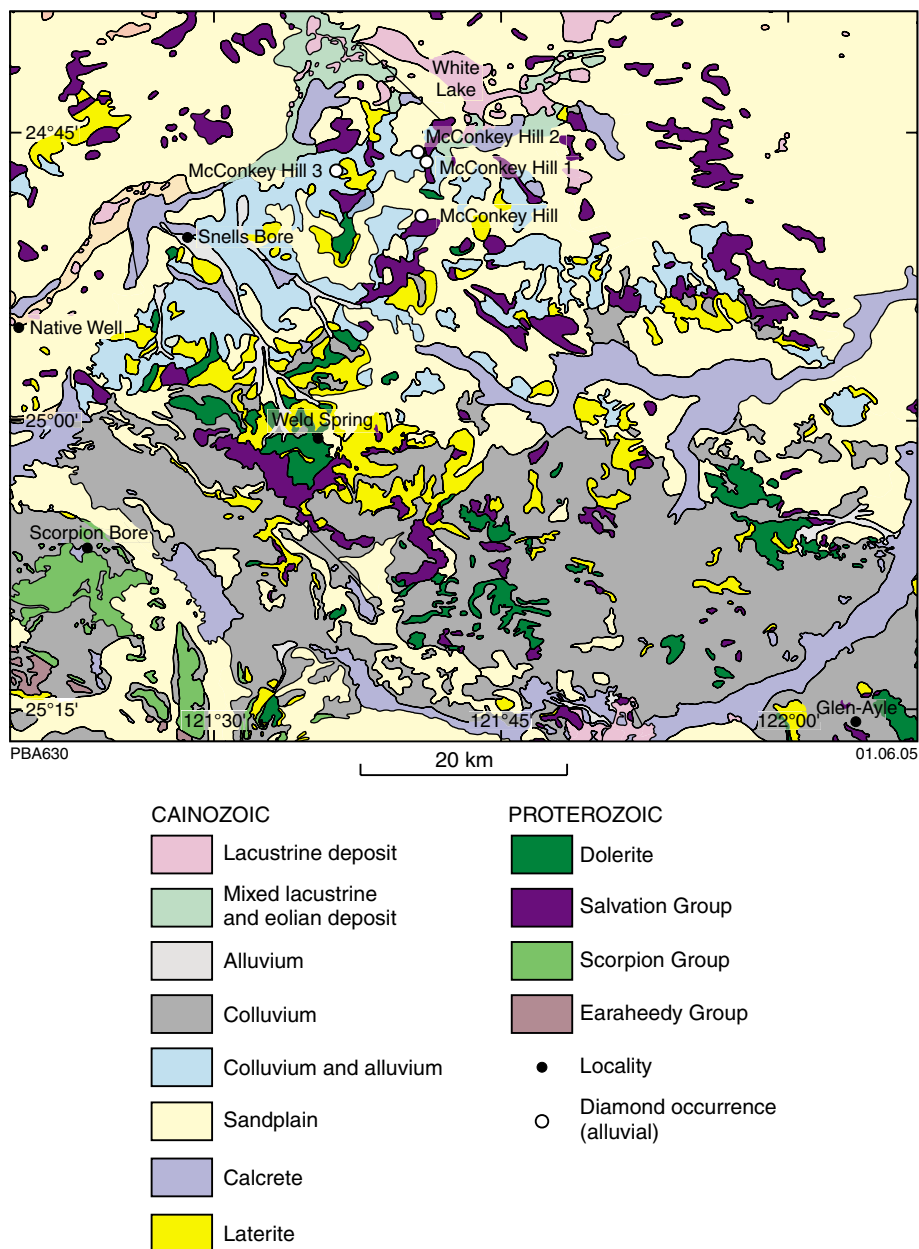 White
Lake
24°45'
McConkey Hill 2
McConkey Hill 3
McConkey Hill 1
McConkey Hill
Snells Bore
Native Well
25°00'
Weld Spring
Scorpion Bore
25°15'
121°30'
121°45'
122°00'
Glen-Ayle
PBA630
01.06.05
20 km
CAINOZOIC
Lacustrine deposit
Mixed lacustrine
and eolian deposit
Alluvium
Colluvium
Colluvium and alluvium
Sandplain
Calcrete
Laterite
PROTEROZOIC
Dolerite
Salvation Group
Scorpion Group
Earaheedy Group
Locality
Diamond occurrence
(alluvial)